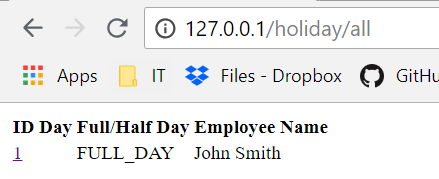 127.0.0.1/holiday/all
Apps IT Files - Dropbox
ID Day Full/Half Day Employee Name
1 FULL_DAY John Smith